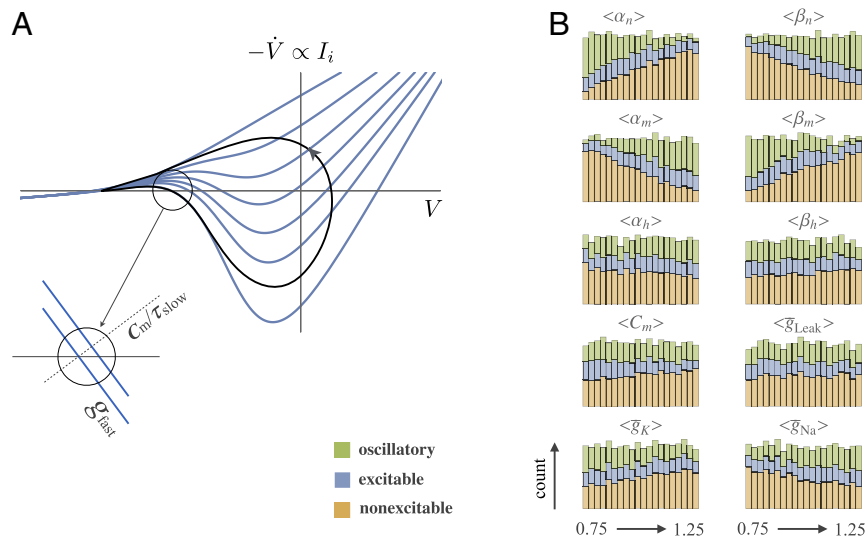 A
−V̇ ∝ I_i
V
C_m/τ_slow
g_fast
oscillatory
excitable
nonexcitable
B
<α_n> <β_n>
<α_m> <β_m>
<α_h> <β_h>
<C_m> <g̅_Leak>
<g̅_K> <g̅_Na>
count
0.75 1.25 0.75 1.25